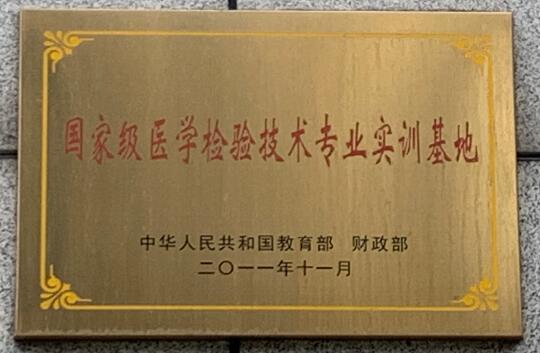 国家级医学检验技术专业实训基地
中华人民共和国教育部 财政部
二〇一一年十一月